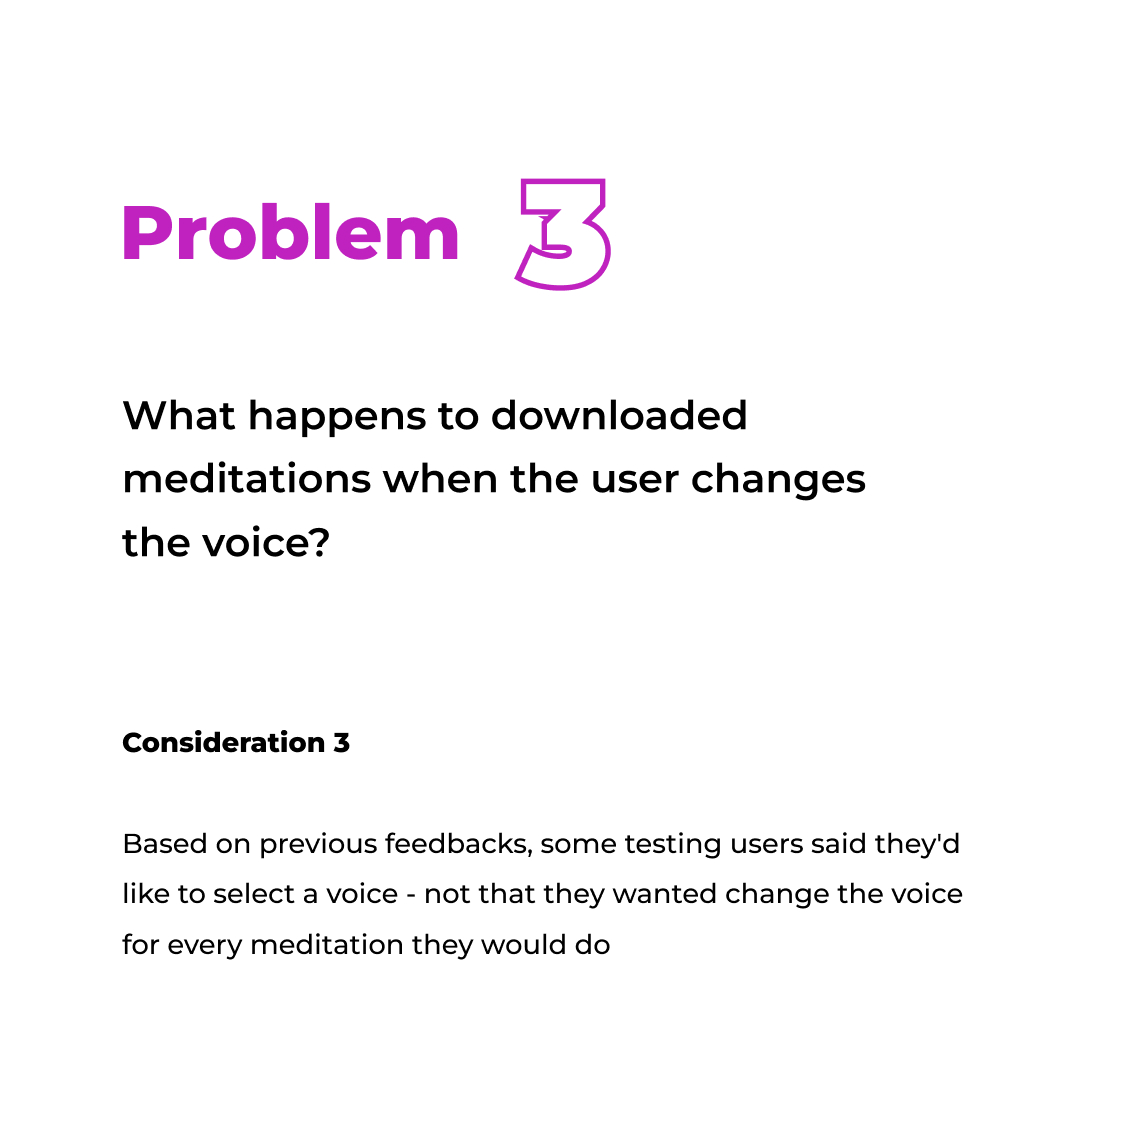 Problem 3
What happens to downloaded
meditations when the user changes
the voice?
Consideration 3
Based on previous feedbacks, some testing users said they'd
like to select a voice - not that they wanted change the voice
for every meditation they would do